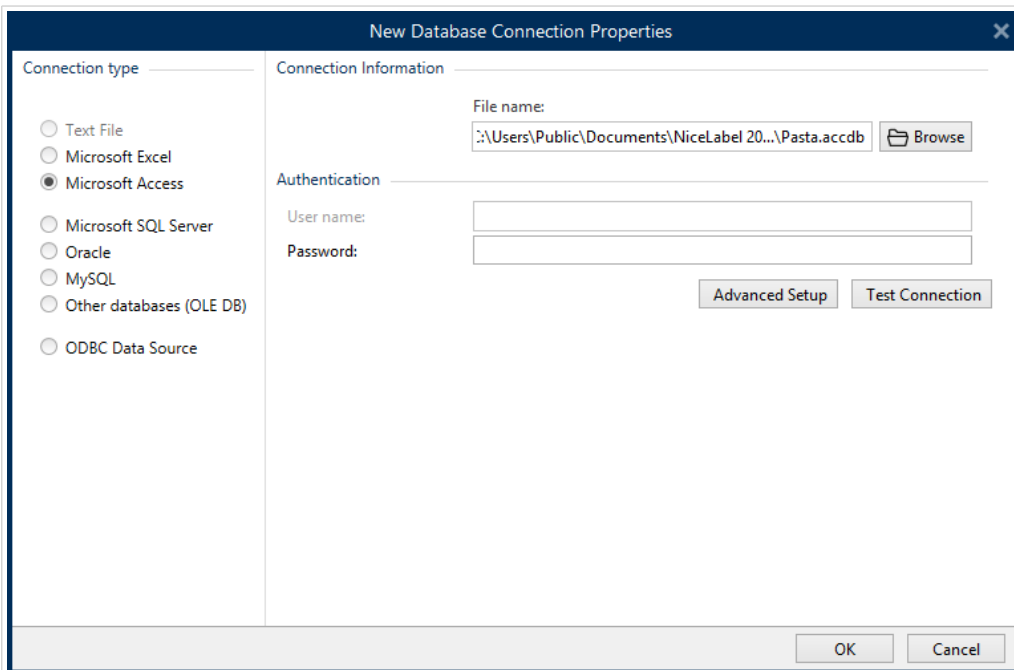 New Database Connection Properties
Connection type
Connection Information
Text File
Microsoft Excel
Microsoft Access
Microsoft SQL Server
Oracle
MySQL
Other databases (OLE DB)
ODBC Data Source
File name:
:\Users\Public\Documents\NiceLabel 20...\Pasta.accdb
Browse
Authentication
User name:
Password:
Advanced Setup
Test Connection
OK
Cancel